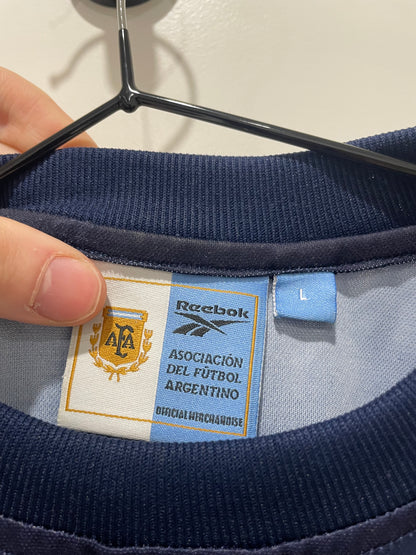 Reebok
AFA
ASOCIACIÓN
DEL FÚTBOL
ARGENTINO
OFFICIAL MERCHANDISE
L